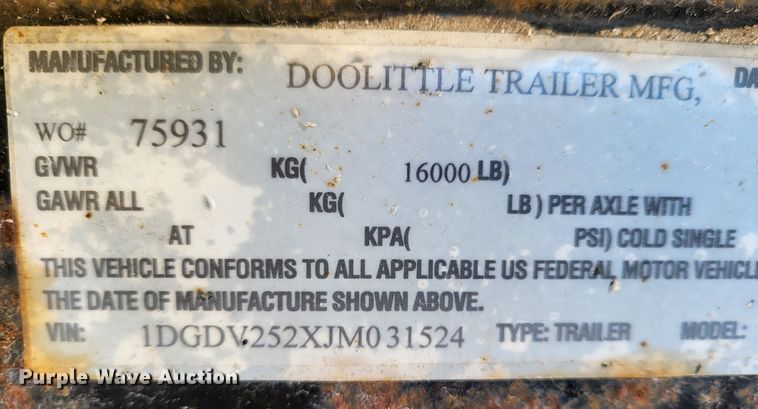 MANUFACTURED BY: DOOLITTLE TRAILER MFG, DA
WO# 75931
GVWR KG( 16000 LB)
GAWR ALL KG( LB) PER AXLE WITH
AT KPA( PSI) COLD SINGLE
THIS VEHICLE CONFORMS TO ALL APPLICABLE US FEDERAL MOTOR VEHICLE
THE DATE OF MANUFACTURE SHOWN ABOVE.
VIN: 1DGDV252XJM031524 TYPE: TRAILER MODEL:
Purple Wave Auction